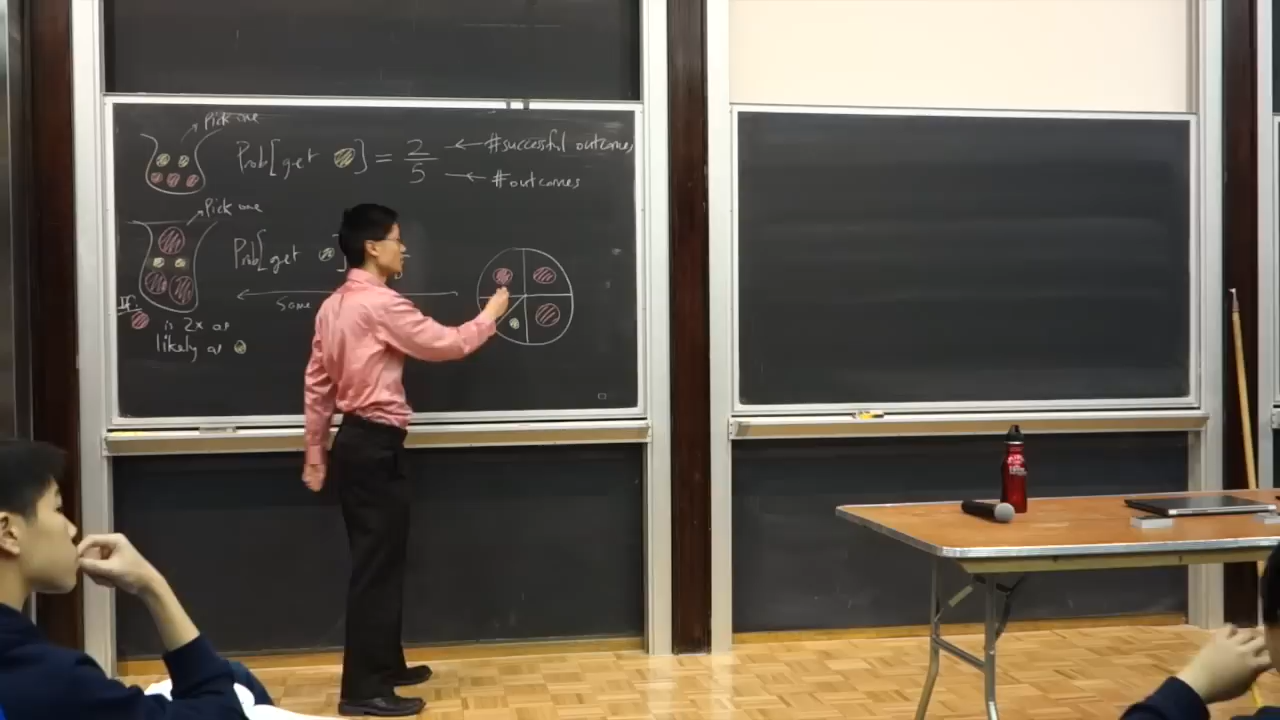 Pick one
Prob[get ] = 2/5 ← #successful outcomes
← #outcomes
Pick one
Prob[get
Same
If:
is 2x as
likely as